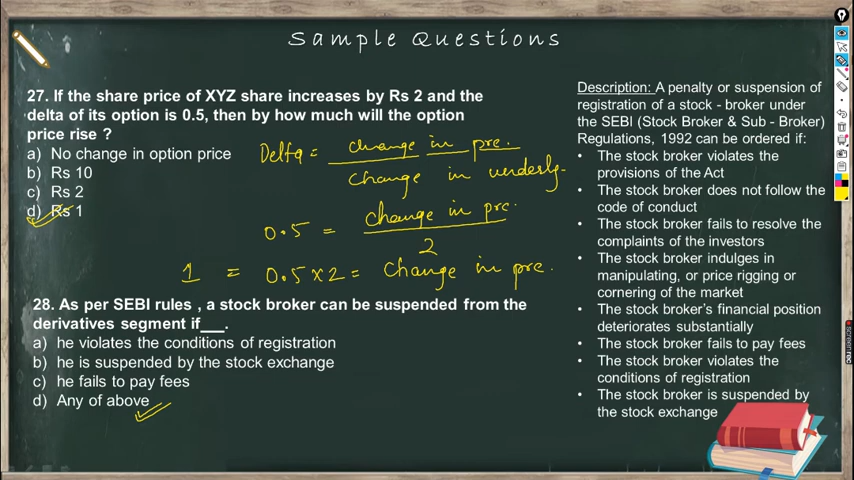 Sample Questions
27. If the share price of XYZ share increases by Rs 2 and the
delta of its option is 0.5, then by how much will the option
price rise ?
a) No change in option price
b) Rs 10
c) Rs 2
d) Rs 1
Delta = change in pre.
change in underly.
0.5 = change in pre.
2
1 = 0.5 x 2 = change in pre.
28. As per SEBI rules , a stock broker can be suspended from the
derivatives segment if___.
a) he violates the conditions of registration
b) he is suspended by the stock exchange
c) he fails to pay fees
d) Any of above
Description: A penalty or suspension of
registration of a stock - broker under
the SEBI (Stock Broker & Sub - Broker)
Regulations, 1992 can be ordered if:
• The stock broker violates the
provisions of the Act
• The stock broker does not follow the
code of conduct
• The stock broker fails to resolve the
complaints of the investors
• The stock broker indulges in
manipulating, or price rigging or
cornering of the market
• The stock broker's financial position
deteriorates substantially
• The stock broker fails to pay fees
• The stock broker violates the
conditions of registration
• The stock broker is suspended by
the stock exchange